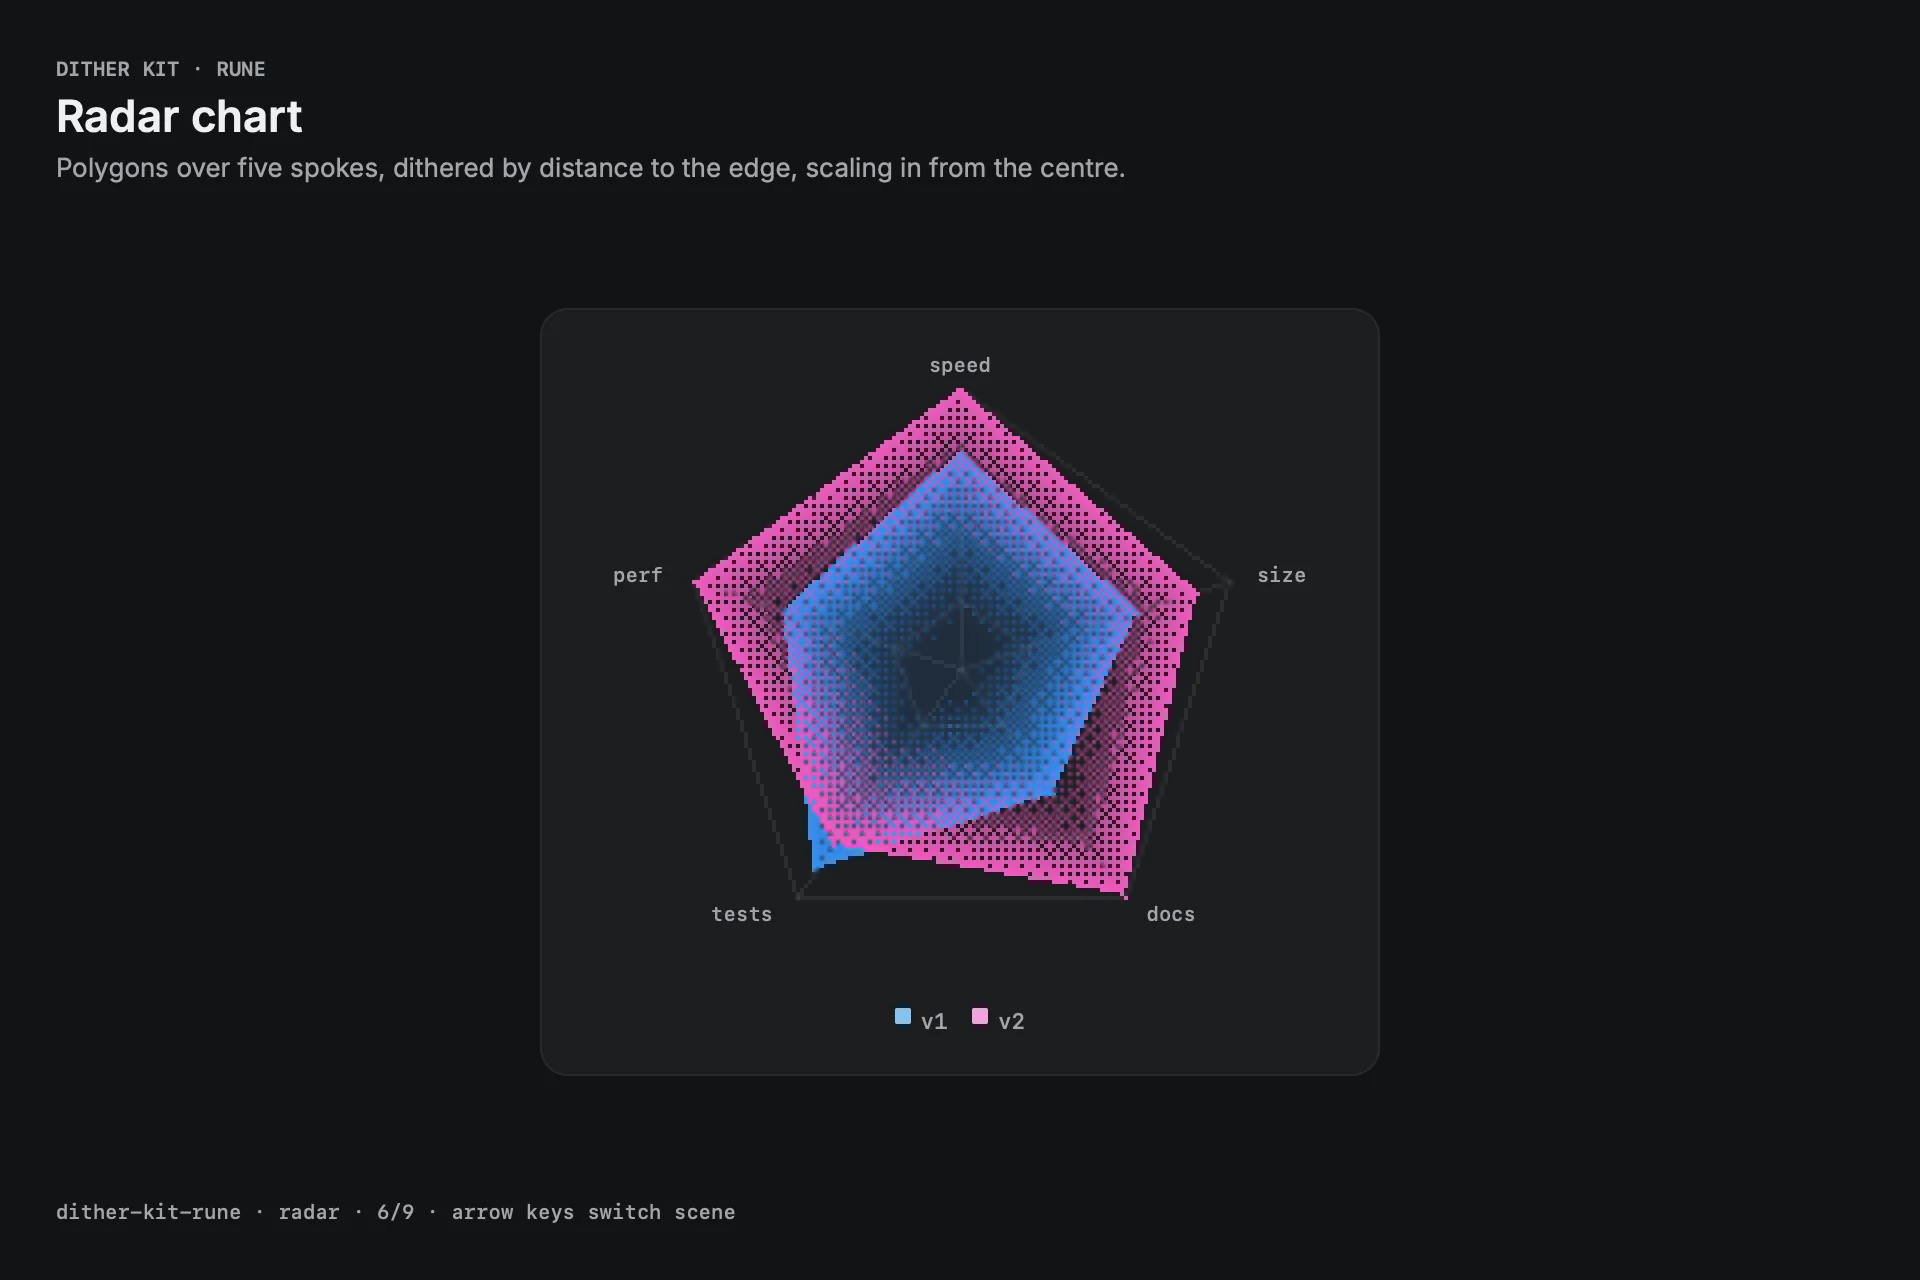 DITHER KIT · RUNE
Radar chart
Polygons over five spokes, dithered by distance to the edge, scaling in from the centre.
speed
perf
size
tests
docs
v1 v2
dither-kit-rune · radar · 6/9 · arrow keys switch scene